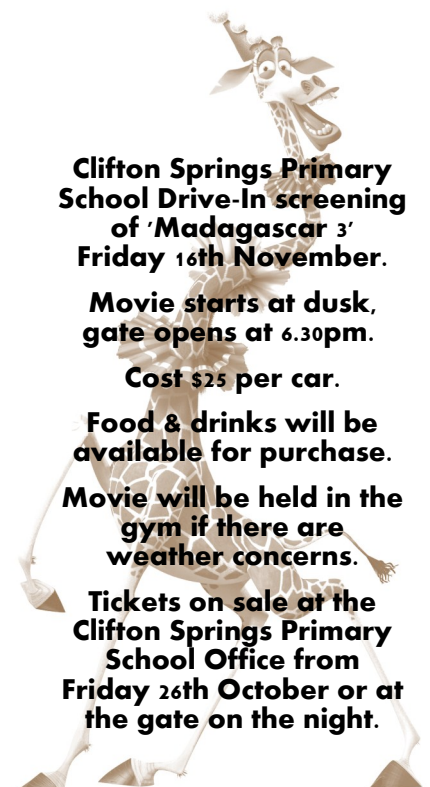 Clifton Springs Primary
School Drive-In screening
of 'Madagascar 3'
Friday 16th November.
Movie starts at dusk,
gate opens at 6.30pm.
Cost $25 per car.
Food & drinks will be
available for purchase.
Movie will be held in the
gym if there are
weather concerns.
Tickets on sale at the
Clifton Springs Primary
School Office from
Friday 26th October or at
the gate on the night.